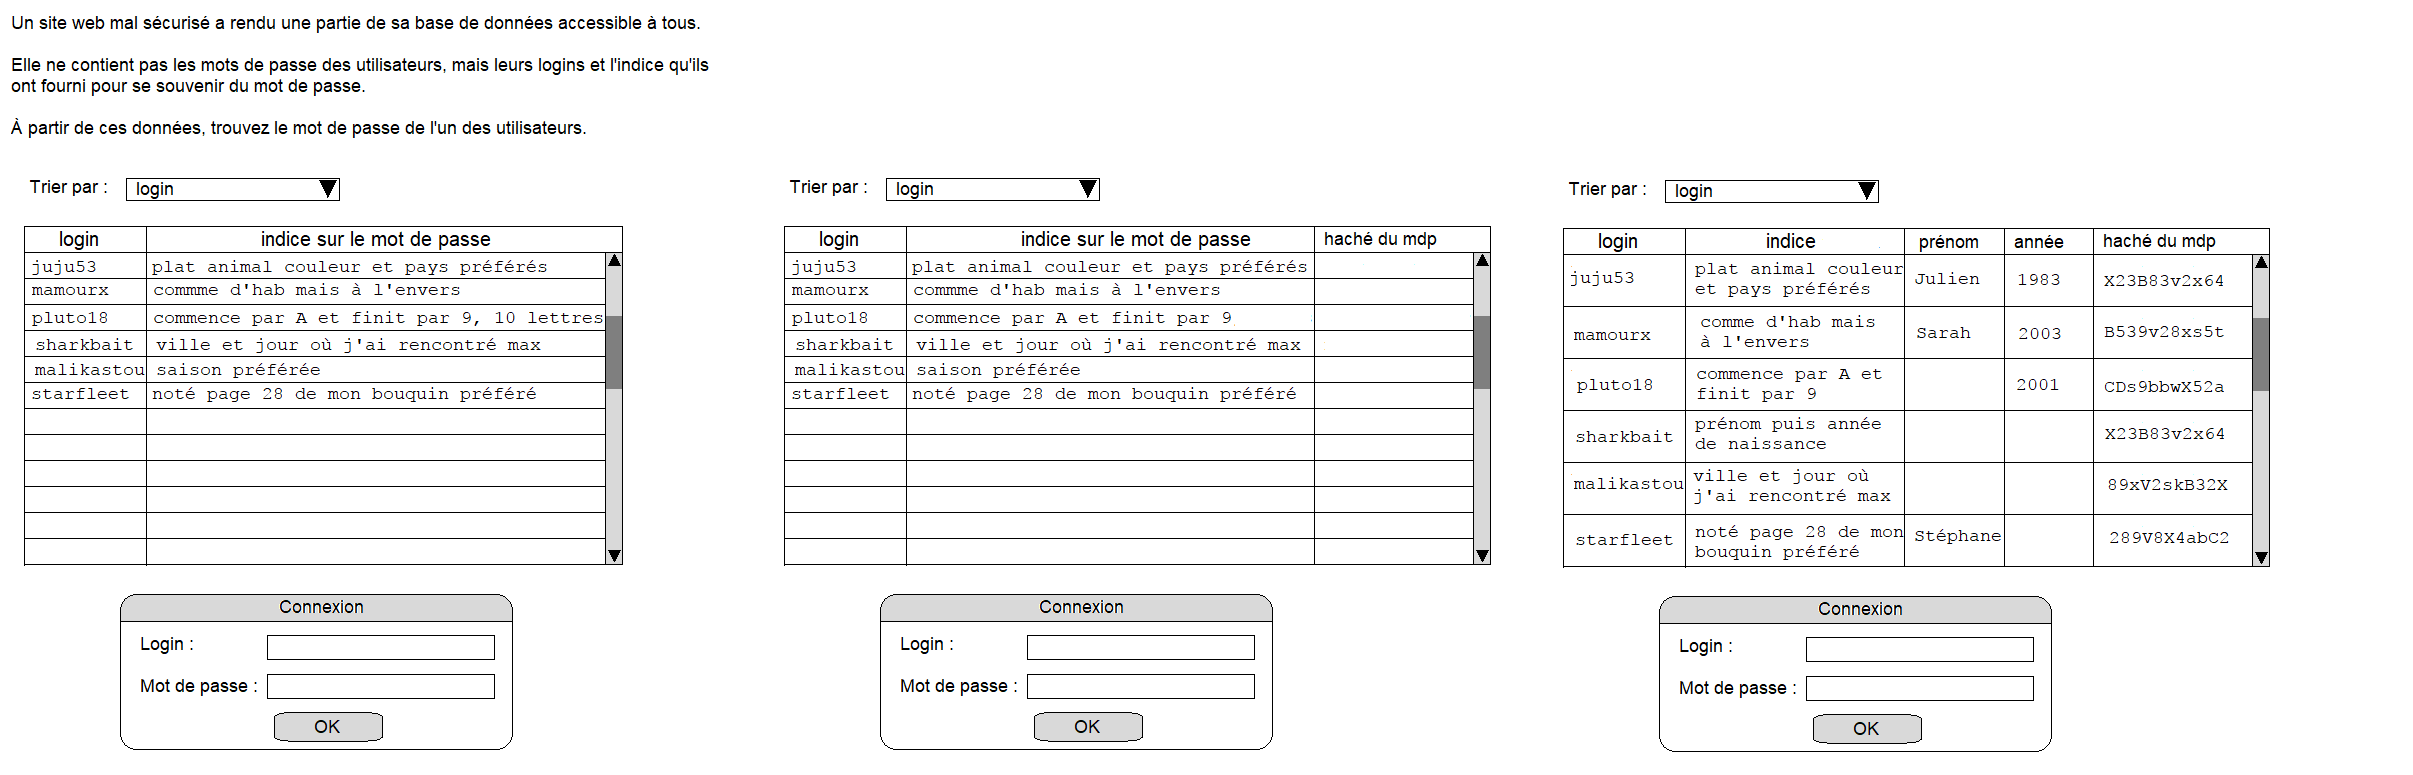 Un site web mal sécurisé a rendu une partie de sa base de données accessible à tous.
Elle ne contient pas les mots de passe des utilisateurs, mais leurs logins et l'indice qu'ils
ont fourni pour se souvenir du mot de passe.
À partir de ces données, trouvez le mot de passe de l'un des utilisateurs.
Trier par : login
login indice sur le mot de passe
juju53 plat animal couleur et pays préférés
mamourx commme d'hab mais à l'envers
pluto18 commence par A et finit par 9, 10 lettres
sharkbait ville et jour où j'ai rencontré max
malikastou saison préférée
starfleet noté page 28 de mon bouquin préféré
Connexion
Login :
Mot de passe :
OK
Trier par : login
login indice sur le mot de passe haché du mdp
juju53 plat animal couleur et pays préférés
mamourx commme d'hab mais à l'envers
pluto18 commence par A et finit par 9
sharkbait ville et jour où j'ai rencontré max
malikastou saison préférée
starfleet noté page 28 de mon bouquin préféré
Connexion
Login :
Mot de passe :
OK
Trier par : login
login indice prénom année haché du mdp
juju53 plat animal couleur
et pays préférés Julien 1983 X23B83v2x64
mamourx comme d'hab mais
à l'envers Sarah 2003 B539v28xs5t
pluto18 commence par A et
finit par 9 2001 CDs9bbwX52a
sharkbait prénom puis année
de naissance X23B83v2x64
malikastou ville et jour où
j'ai rencontré max 89xV2skB32X
starfleet noté page 28 de mon
bouquin préféré Stéphane 289V8X4abC2
Connexion
Login :
Mot de passe :
OK